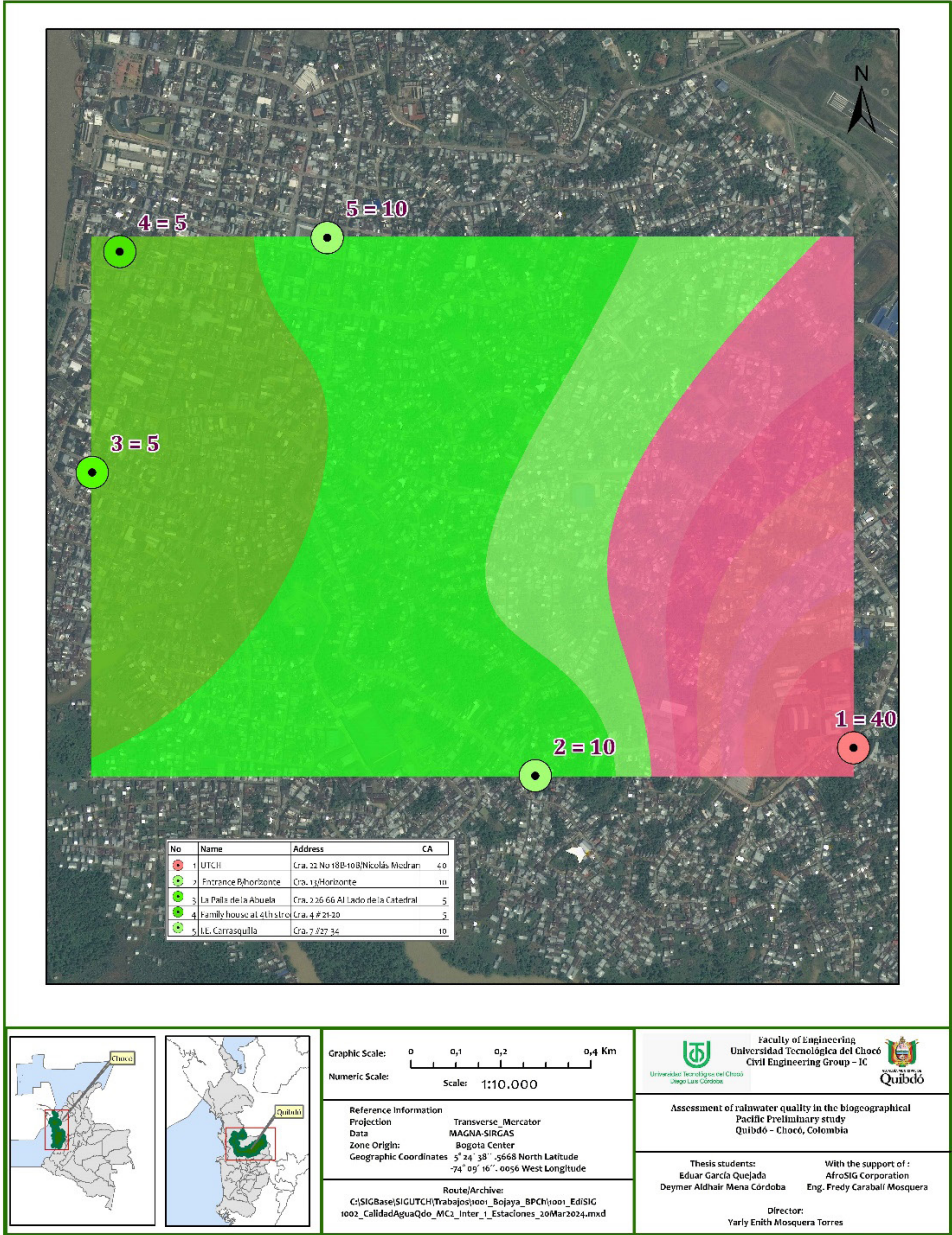 N
4 = 5
5 = 10
3 = 5
2 = 10
1 = 40
No Name Address CA
1 UTCH Cra. 22 No 18B-10B/Nicolás Medran 40
2 Entrance B/horizonte Cra. 13/Horizonte 10
3 La Paila de la Abuela Cra. 2 26 66 Al Lado de la Catedral 5
4 Family house at 4th stre Cra. 4 # 21-20 5
5 I.E. Carrasquilla Cra. 7 #27 34 10
Chocó
Quibdó
Graphic Scale: 0 0,1 0,2 0,4 Km
Numeric Scale: Scale: 1:10.000
Reference Information
Projection Transverse_Mercator
Data MAGNA-SIRGAS
Zone Origin: Bogota Center
Geographic Coordinates 5° 24´ 38´´ .5668 North Latitude
-74° 09´ 16´´. 0056 West Longitude
Route/Archive:
C:\SIGBase\SIGUTCH\Trabajos\1001_Bojaya_BPCh\1001_EdiSIG
1002_CalidadAguaQdo_MC2_Inter_1_Estaciones_20Mar2024.mxd
Universidad Tecnológica del Chocó
Diego Luis Córdoba
Faculty of Engineering
Universidad Tecnológica del Chocó
Civil Engineering Group – IC
Quibdó
Assessment of rainwater quality in the biogeographical
Pacific Preliminary study
Quibdó – Chocó, Colombia
Thesis students:
Eduar García Quejada
Deymer Aldhair Mena Córdoba
With the support of :
AfroSIG Corporation
Eng. Fredy Carabalí Mosquera
Director:
Yarly Enith Mosquera Torres